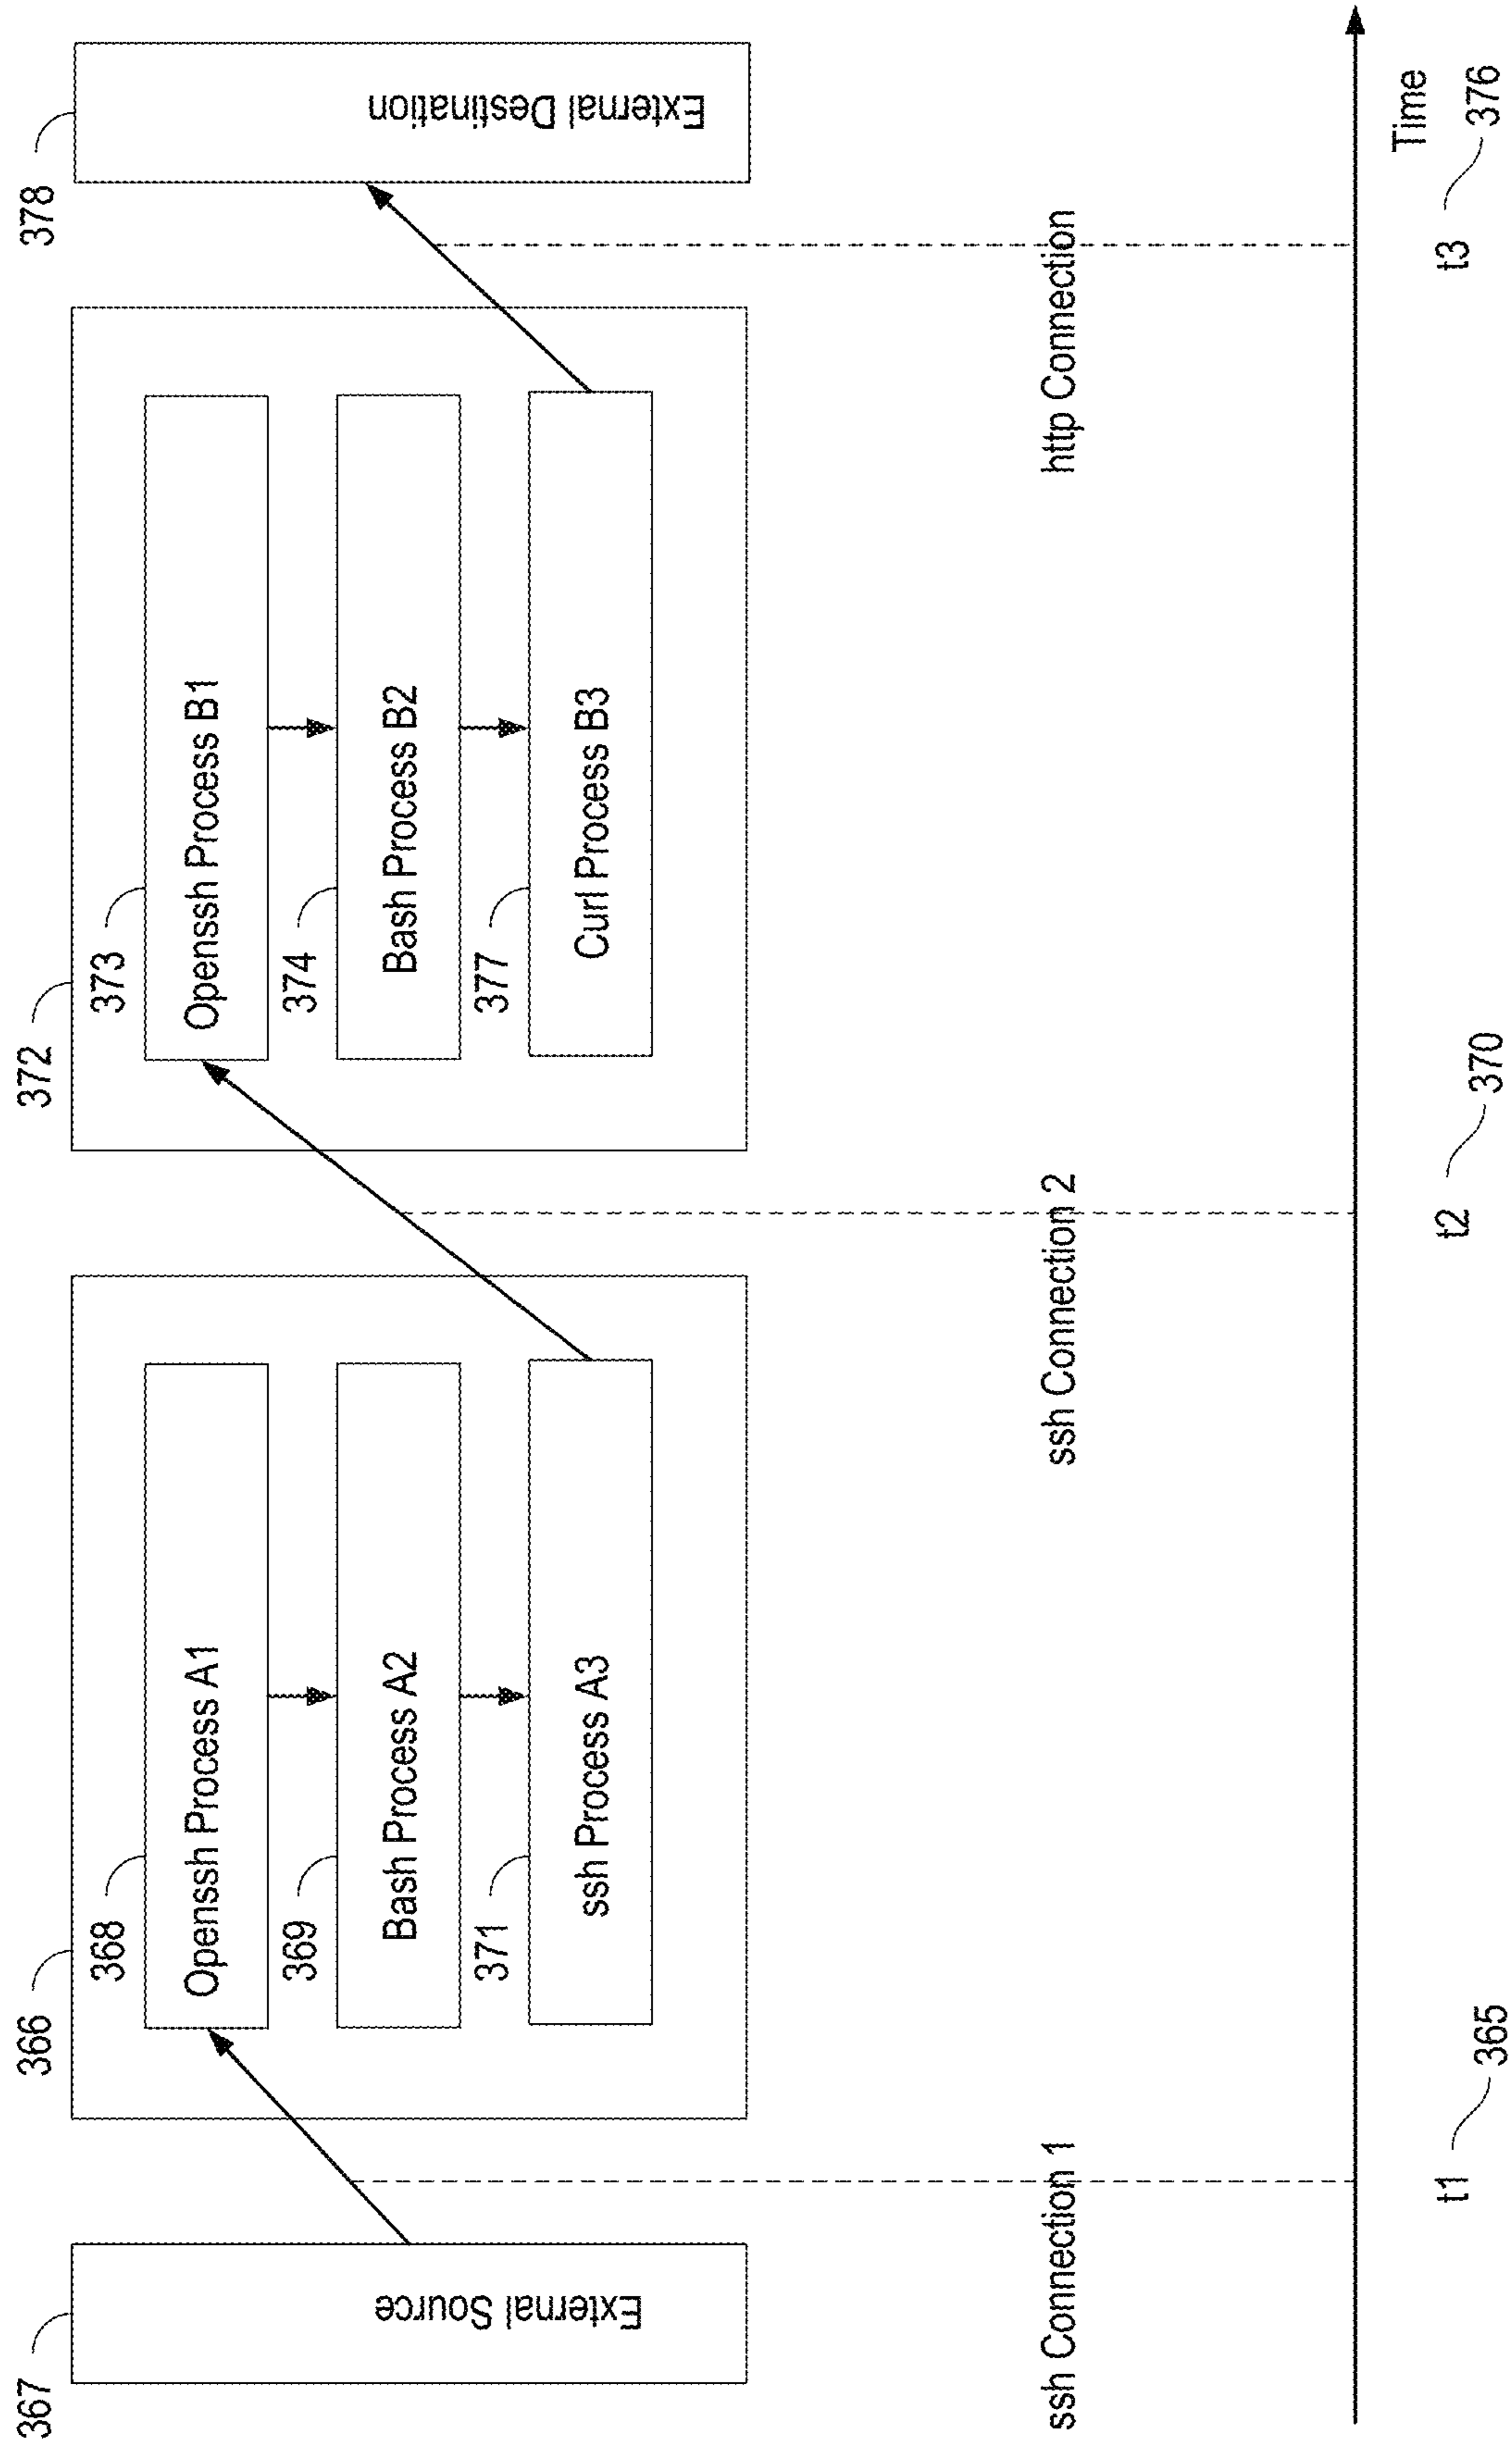 367
External Source
366
368
Openssh Process A1
369
Bash Process A2
371
ssh Process A3
372
373
Openssh Process B1
374
Bash Process B2
377
Curl Process B3
378
External Destination
ssh Connection 1
ssh Connection 2
http Connection
Time
t1
365
t2
370
t3
376